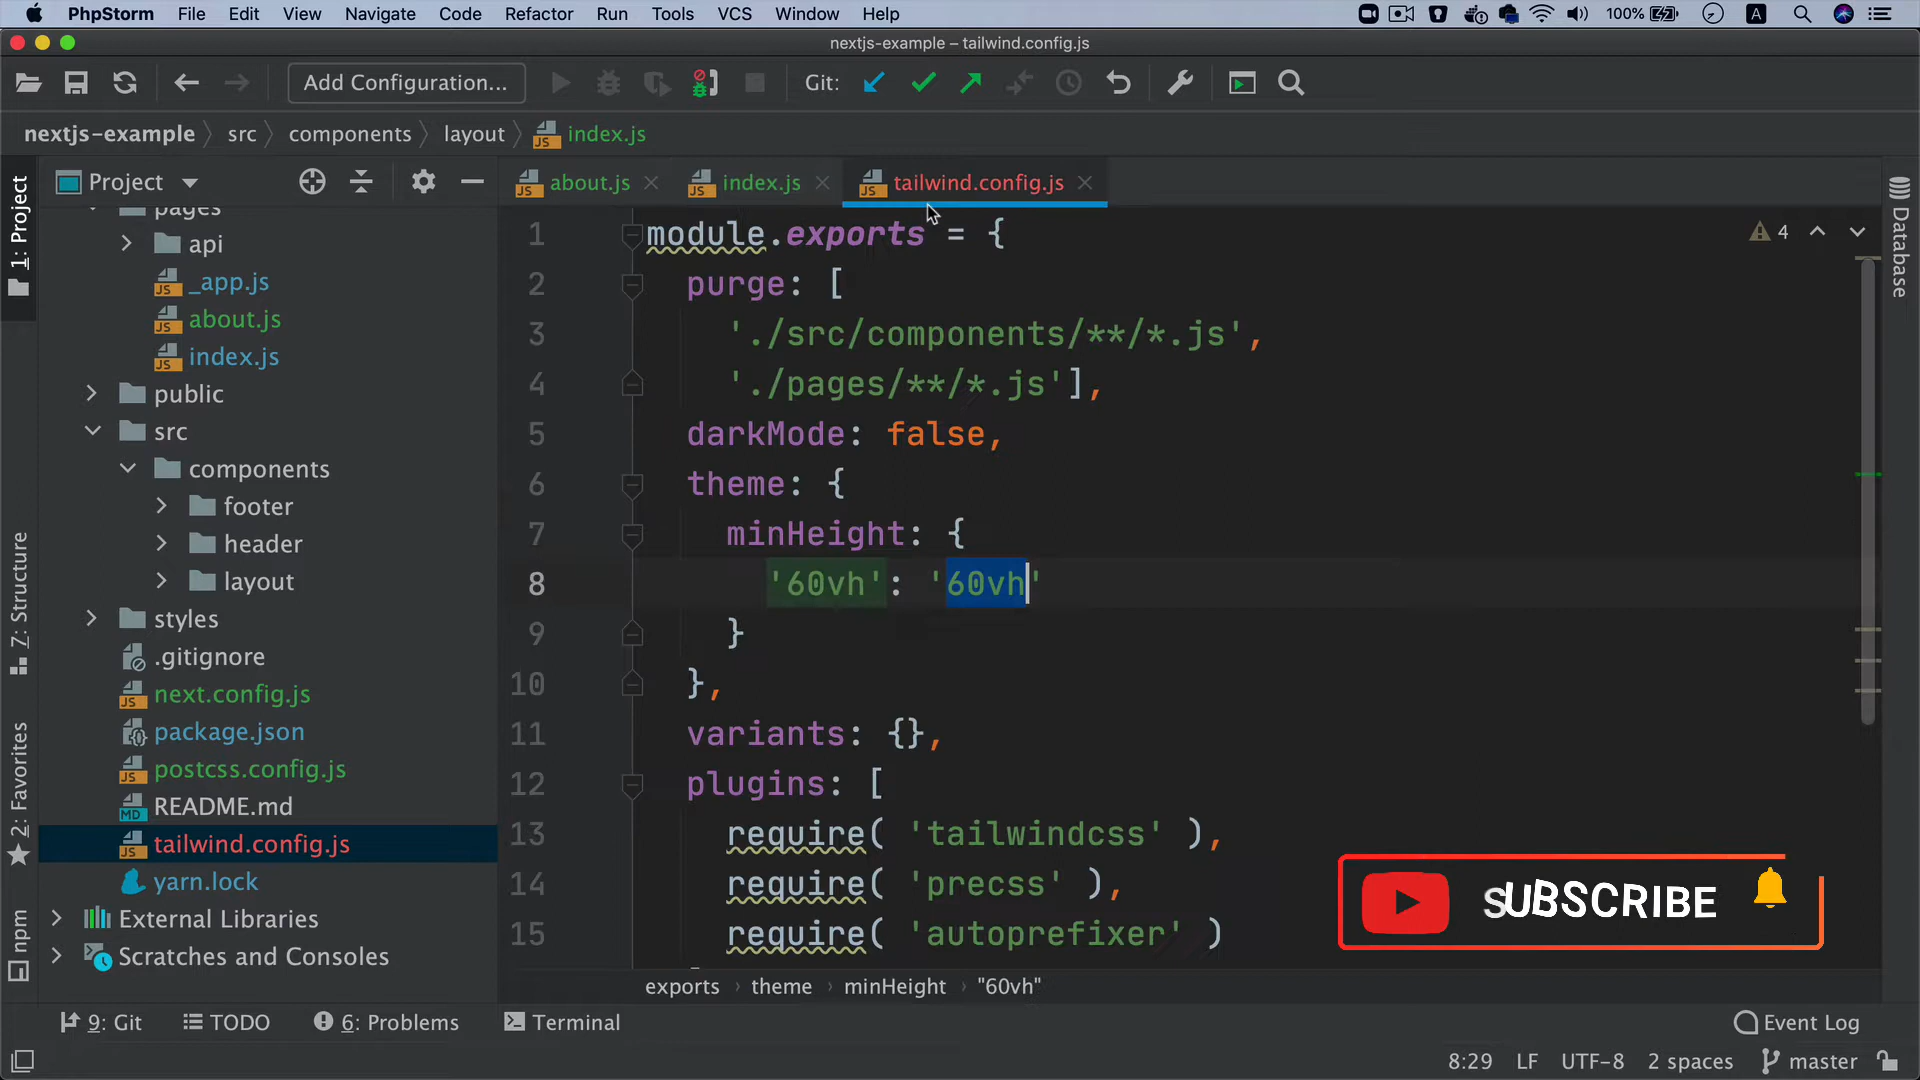 PhpStorm File Edit View Navigate Code Refactor Run Tools VCS Window Help 100% A
nextjs-example – tailwind.config.js
Add Configuration... Git:
nextjs-example src components layout index.js
Project
about.js index.js tailwind.config.js
1: Project
Z: Structure
2: Favorites
npm
Database
pages
api
_app.js
about.js
index.js
public
src
components
footer
header
layout
styles
.gitignore
next.config.js
package.json
postcss.config.js
README.md
tailwind.config.js
yarn.lock
External Libraries
Scratches and Consoles
4
1 module.exports = {
2 purge: [
3 './src/components/**/*.js',
4 './pages/**/*.js'],
5 darkMode: false,
6 theme: {
7 minHeight: {
8 '60vh': '60vh'
9 }
10 },
11 variants: {},
12 plugins: [
13 require( 'tailwindcss' ),
14 require( 'precss' ),
15 require( 'autoprefixer' )
SUBSCRIBE
exports › theme › minHeight › "60vh"
9: Git TODO 6: Problems Terminal Event Log
8:29 LF UTF-8 2 spaces master